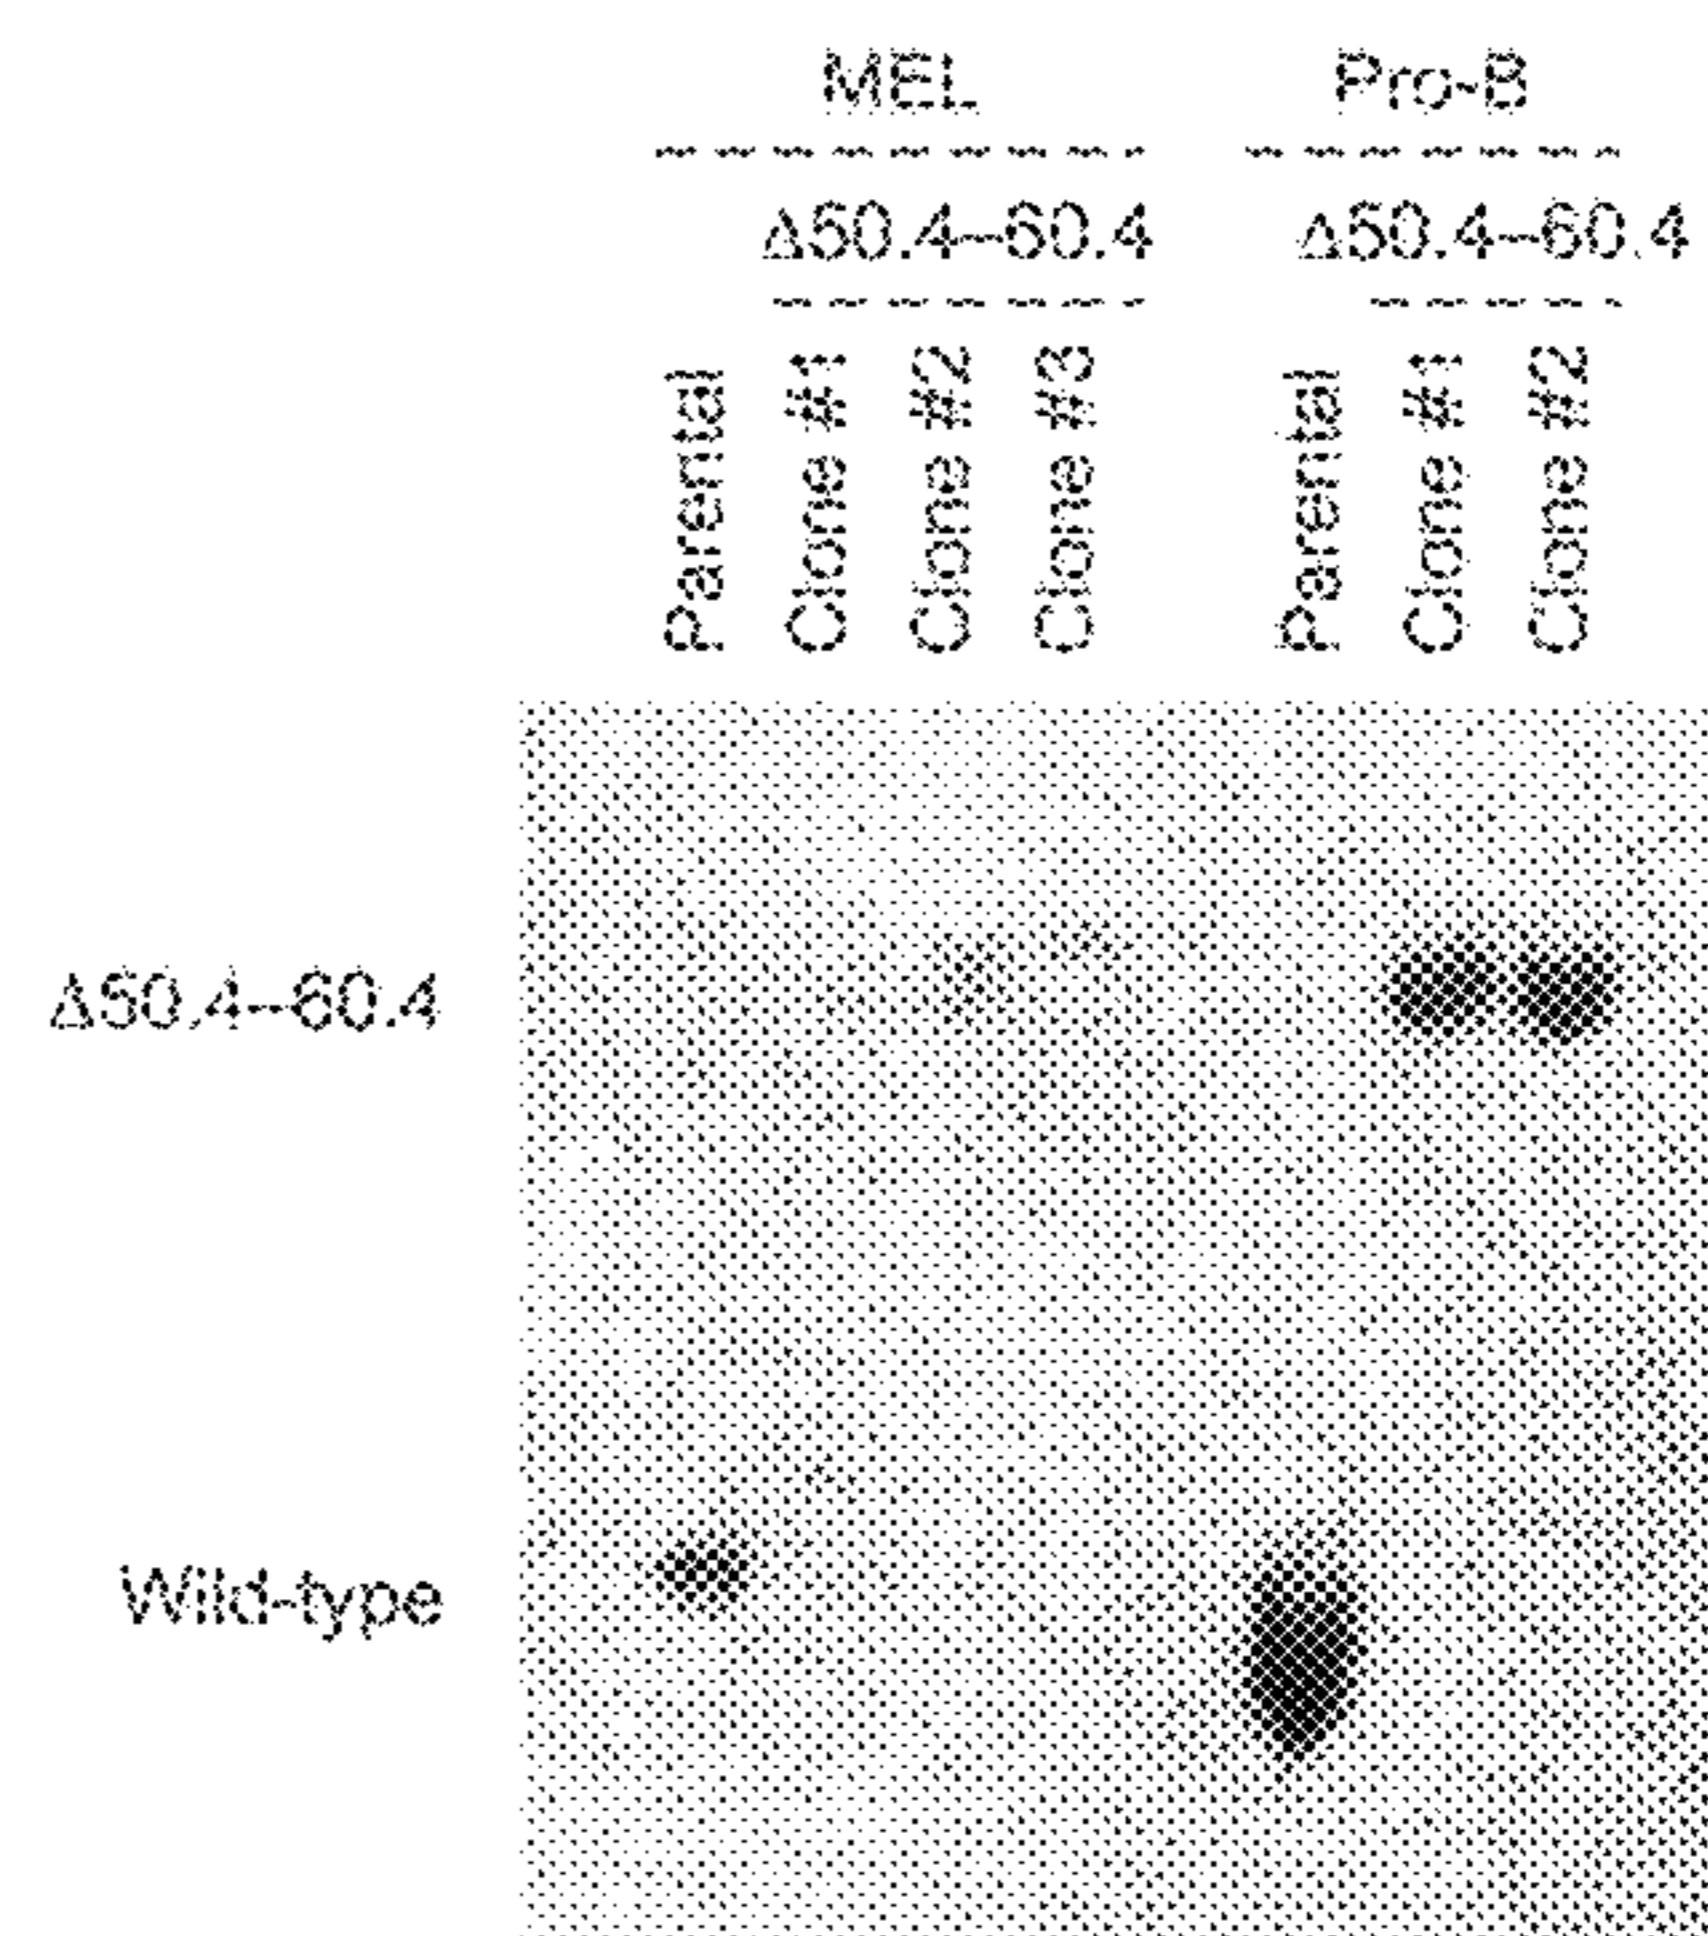 MEL Pro-B
Δ50.4–60.4 Δ50.4–60.4
Parental Clone #1 Clone #2 Clone #3 Parental Clone #1 Clone #2
Δ50.4–60.4
Wild-type